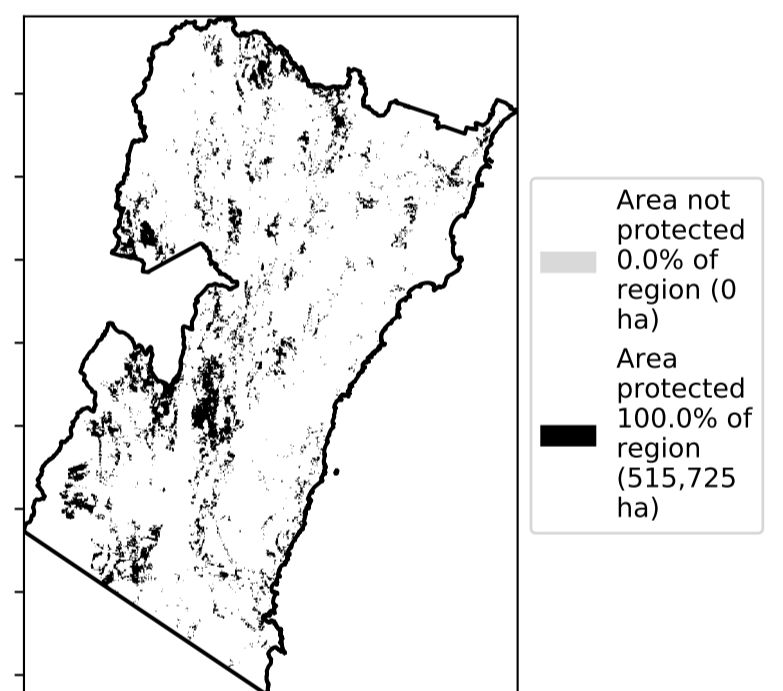 Area not
protected
0.0% of
region (0
ha)
Area
protected
100.0% of
region
(515,725
ha)